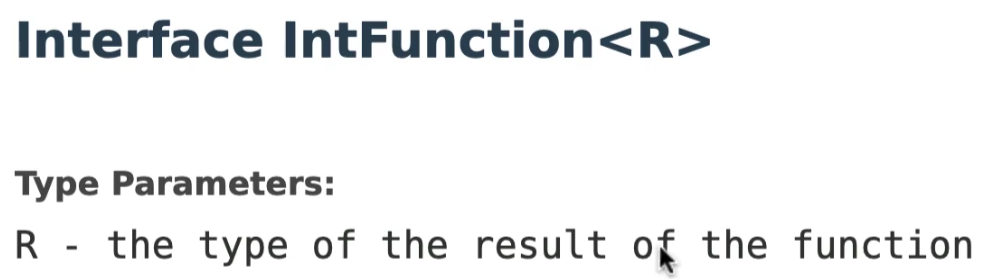 Interface IntFunction<R>
Type Parameters:
R - the type of the result of the function